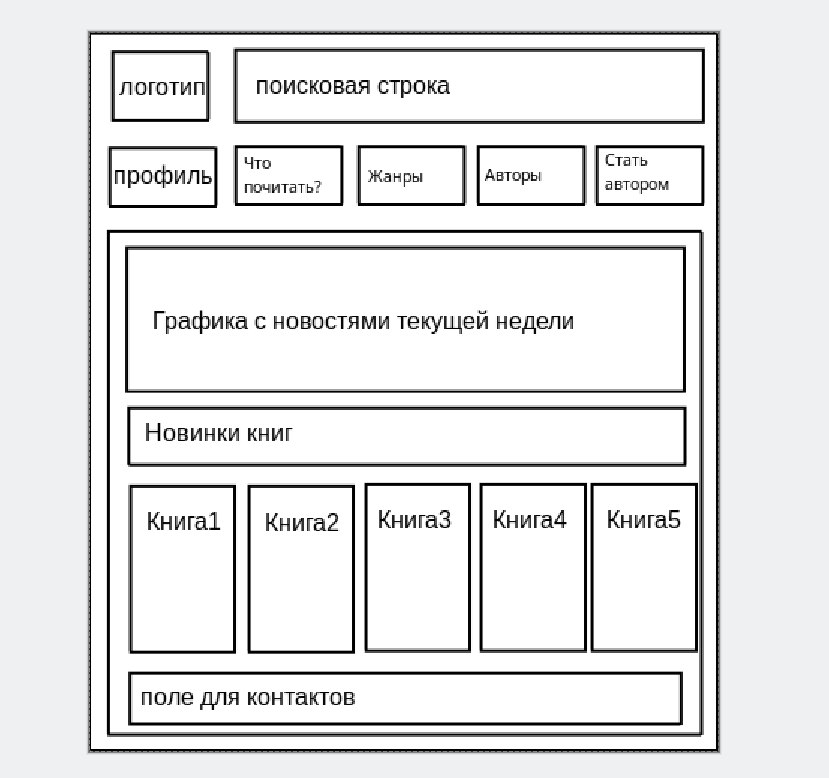 логотип
поисковая строка
профиль
Что
почитать?
Жанры
Авторы
Стать
автором
Графика с новостями текущей недели
Новинки книг
Книга1
Книга2
Книга3
Книга4
Книга5
поле для контактов